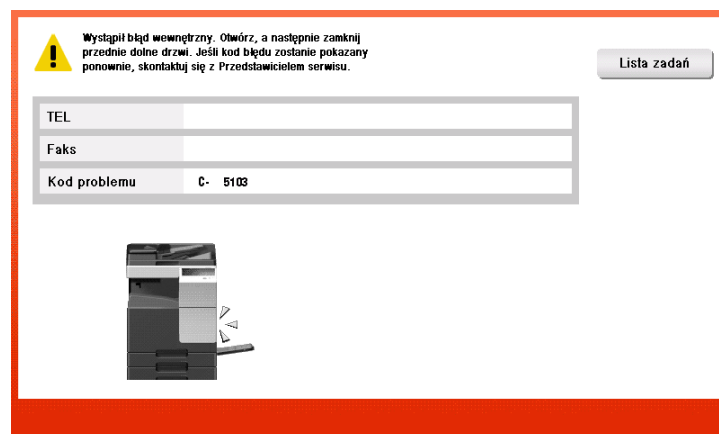 Wystąpił błąd wewnętrzny. Otwórz, a następnie zamknij
przednie dolne drzwi. Jeśli kod błędu zostanie pokazany
ponownie, skontaktuj się z Przedstawicielem serwisu.
Lista zadań
TEL
Faks
Kod problemu C- 5103